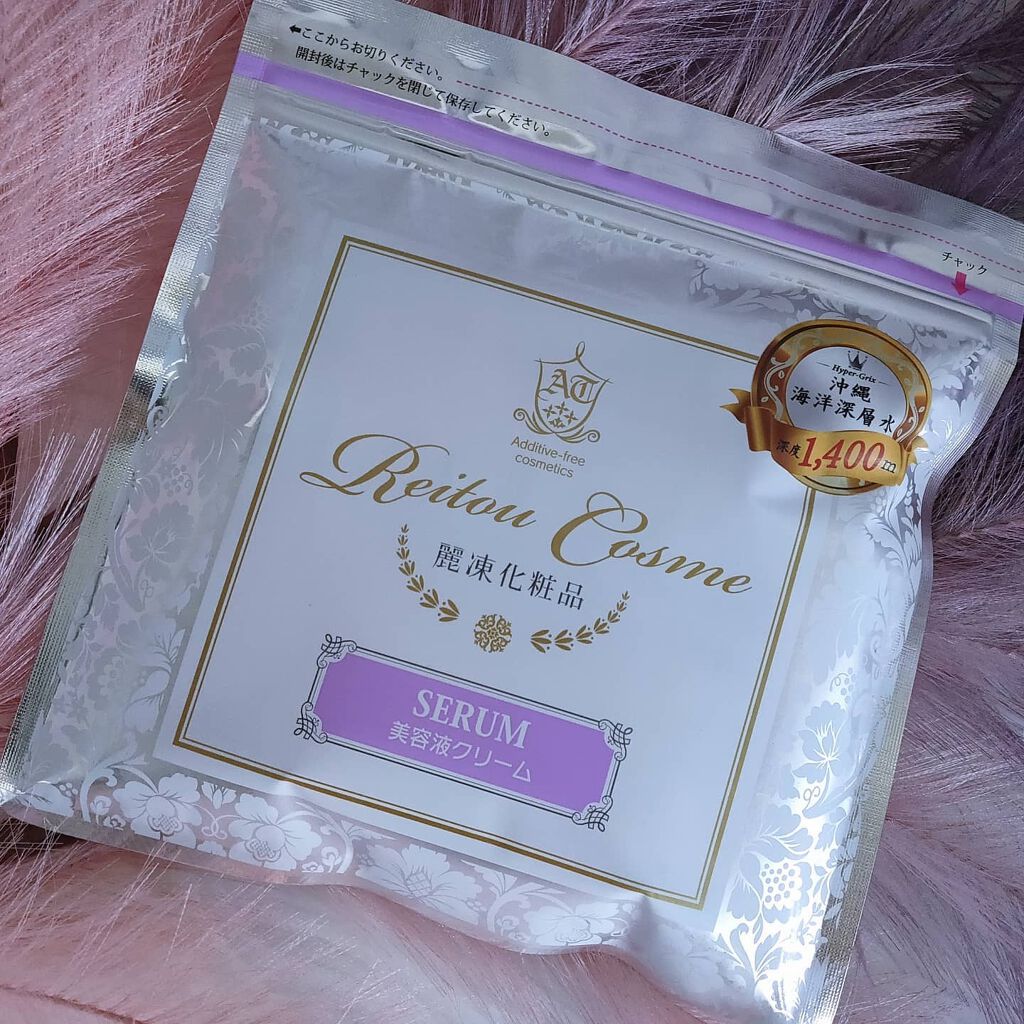 ⬅ここからお切りください。
開封後はチャックを閉じて保存してください。
チャック
Hyper-Grix
沖縄
海洋深層水
深度1,400m
AT
Additive-free
cosmetics
Reitou Cosme
麗凍化粧品
SERUM
美容液クリーム